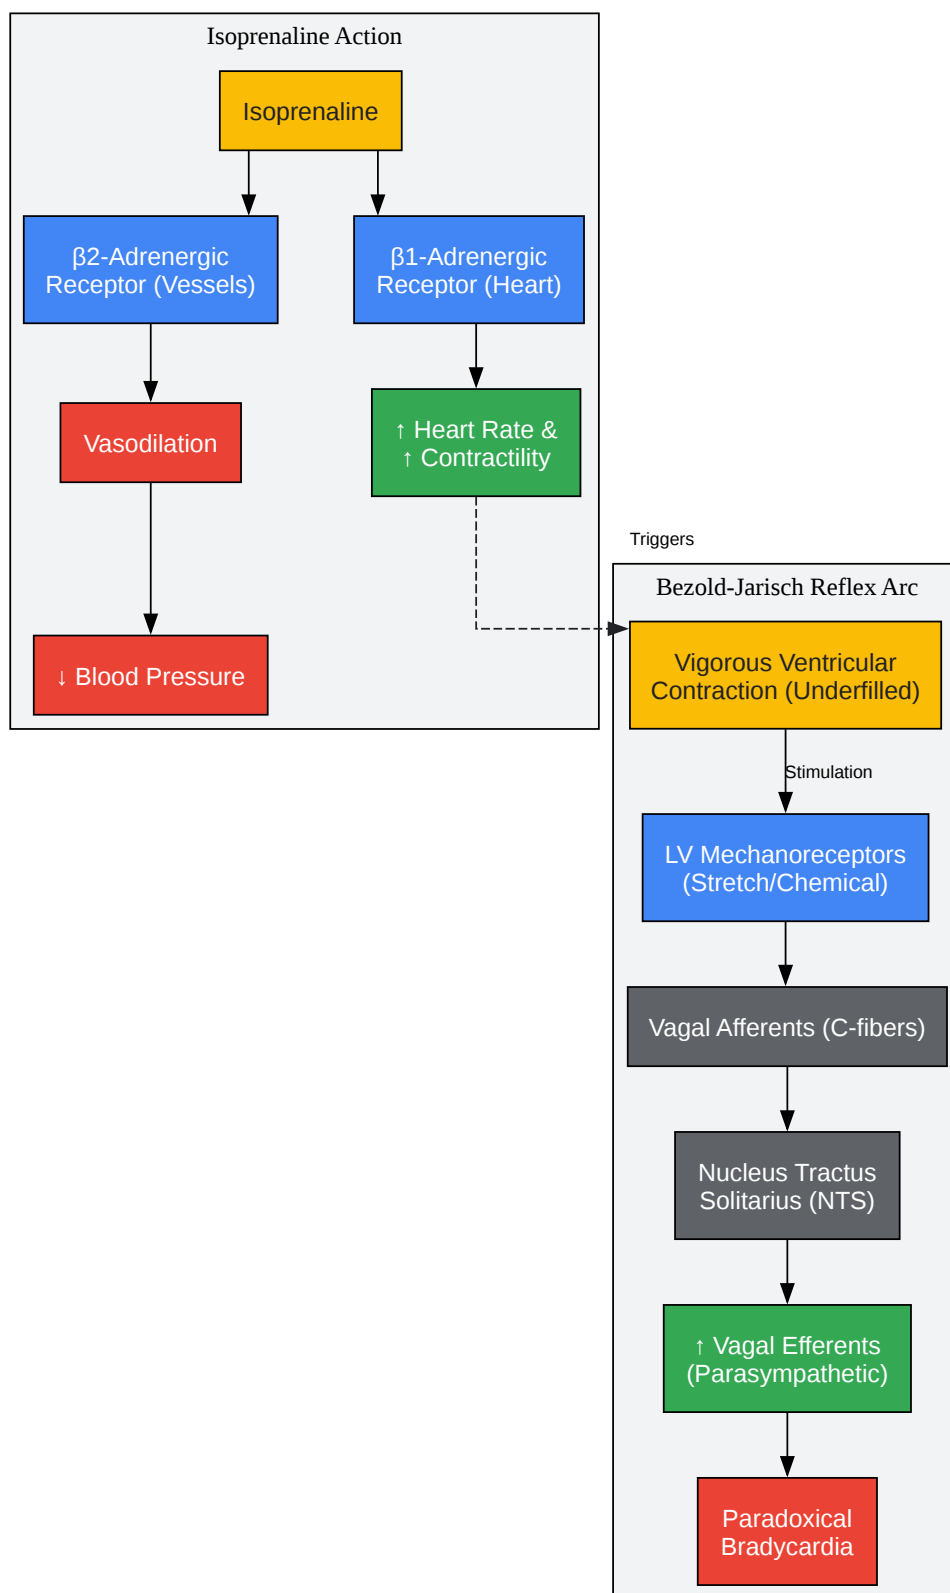 Isoprenaline Action
Isoprenaline
β2-Adrenergic
Receptor (Vessels)
β1-Adrenergic
Receptor (Heart)
Vasodilation
↑ Heart Rate &
↑ Contractility
↓ Blood Pressure
Triggers
Bezold-Jarisch Reflex Arc
Vigorous Ventricular
Contraction (Underfilled)
Stimulation
LV Mechanoreceptors
(Stretch/Chemical)
Vagal Afferents (C-fibers)
Nucleus Tractus
Solitarius (NTS)
↑ Vagal Efferents
(Parasympathetic)
Paradoxical
Bradycardia